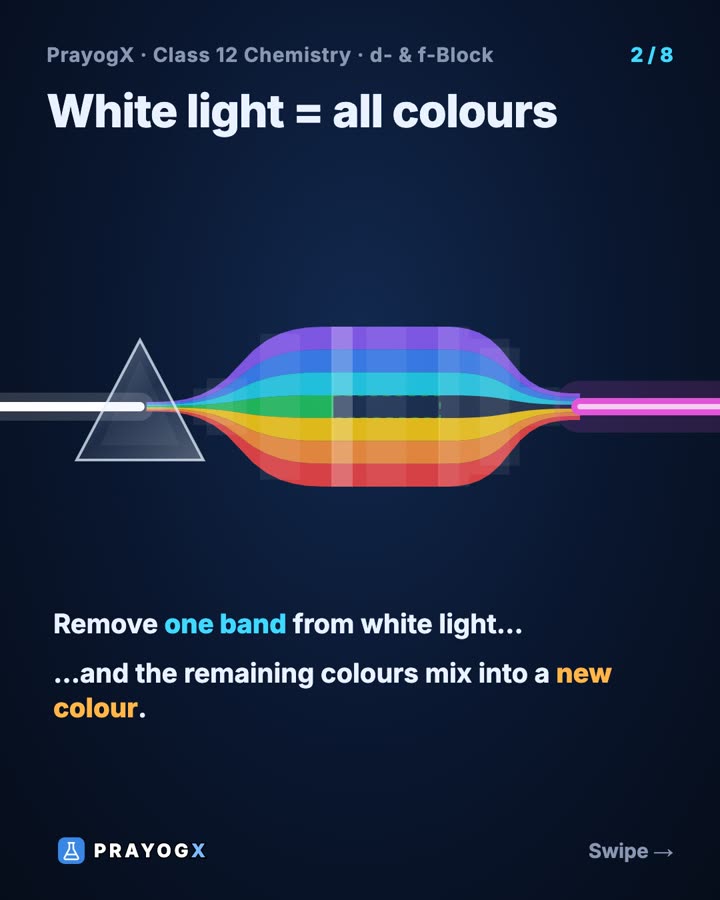 PrayogX · Class 12 Chemistry · d- & f-Block
2 / 8
White light = all colours
Remove one band from white light…
…and the remaining colours mix into a new
colour.
PRAYOGX
Swipe →